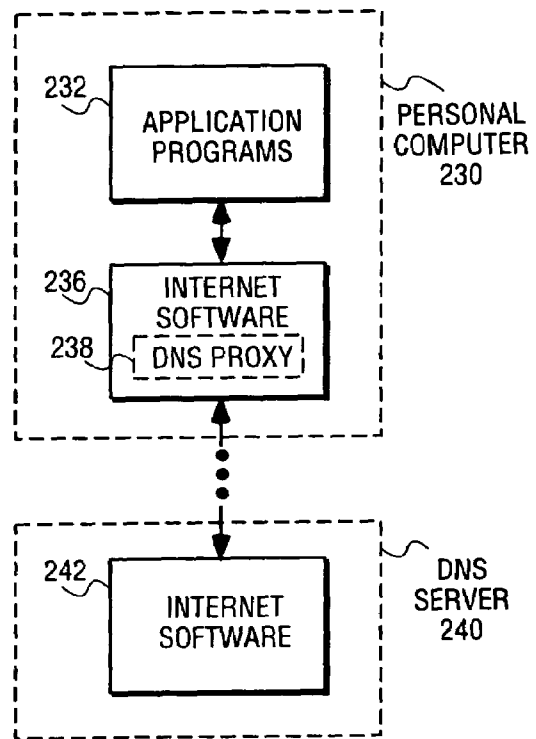 232
APPLICATION
PROGRAMS
PERSONAL
COMPUTER
230
236
INTERNET
SOFTWARE
238
DNS PROXY
242
INTERNET
SOFTWARE
DNS
SERVER
240